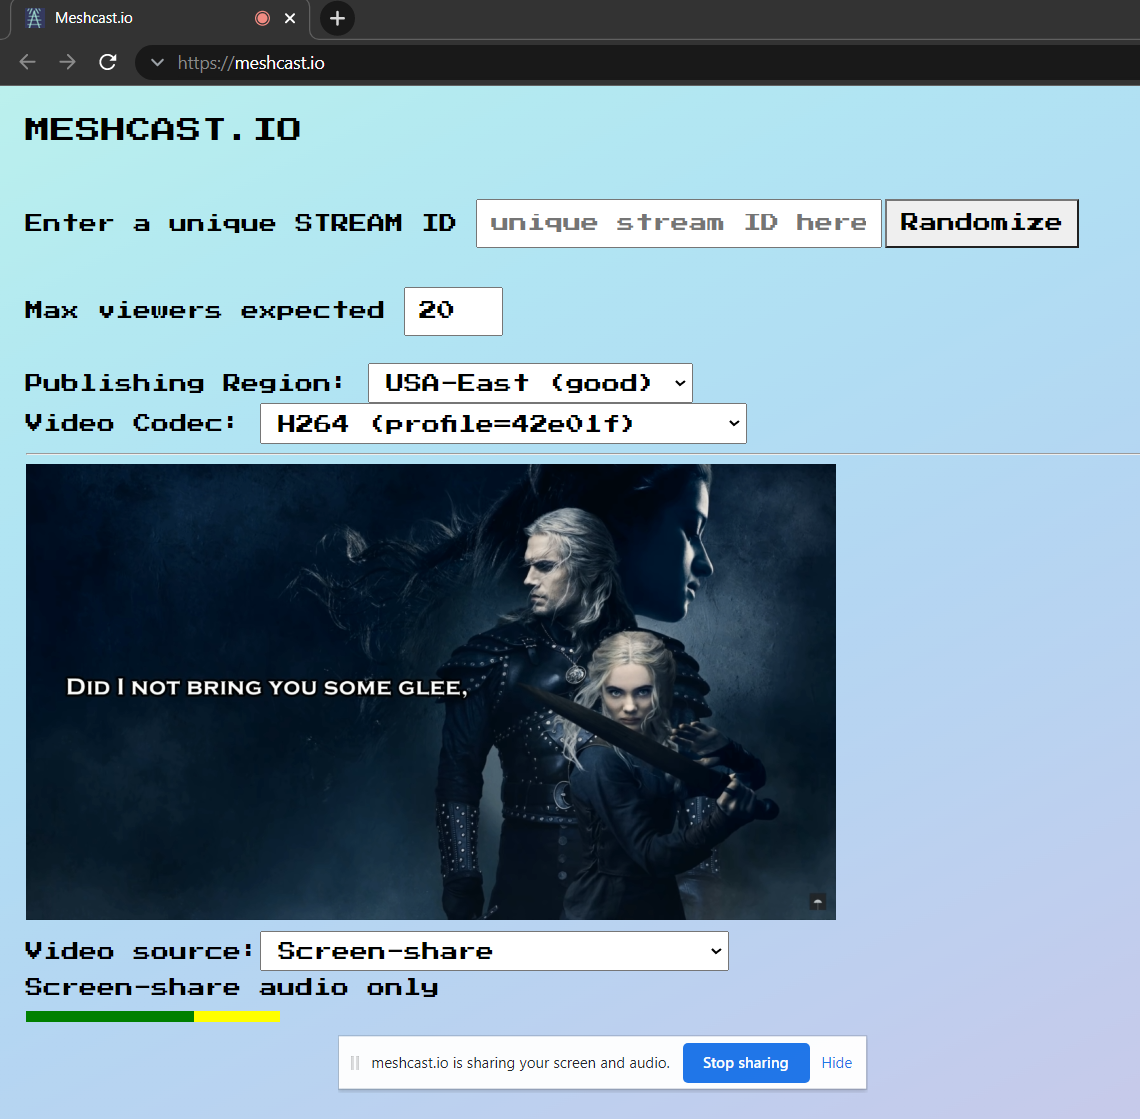 Meshcast.io
https://meshcast.io
MESHCAST.IO
Enter a unique STREAM ID unique stream ID here Randomize
Max viewers expected 20
Publishing Region: USA-East (good)
Video Codec: H264 (profile=42e01f)
DID I NOT BRING YOU SOME GLEE,
Video source: Screen-share
Screen-share audio only
meshcast.io is sharing your screen and audio. Stop sharing Hide